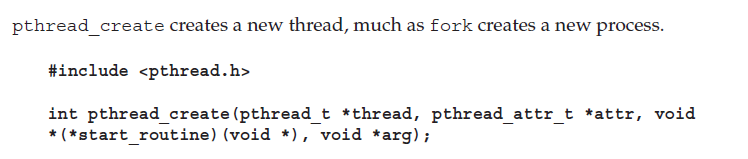 pthread_create creates a new thread, much as fork creates a new process.
#include <pthread.h>
int pthread_create(pthread_t *thread, pthread_attr_t *attr, void
*(*start_routine)(void *), void *arg);